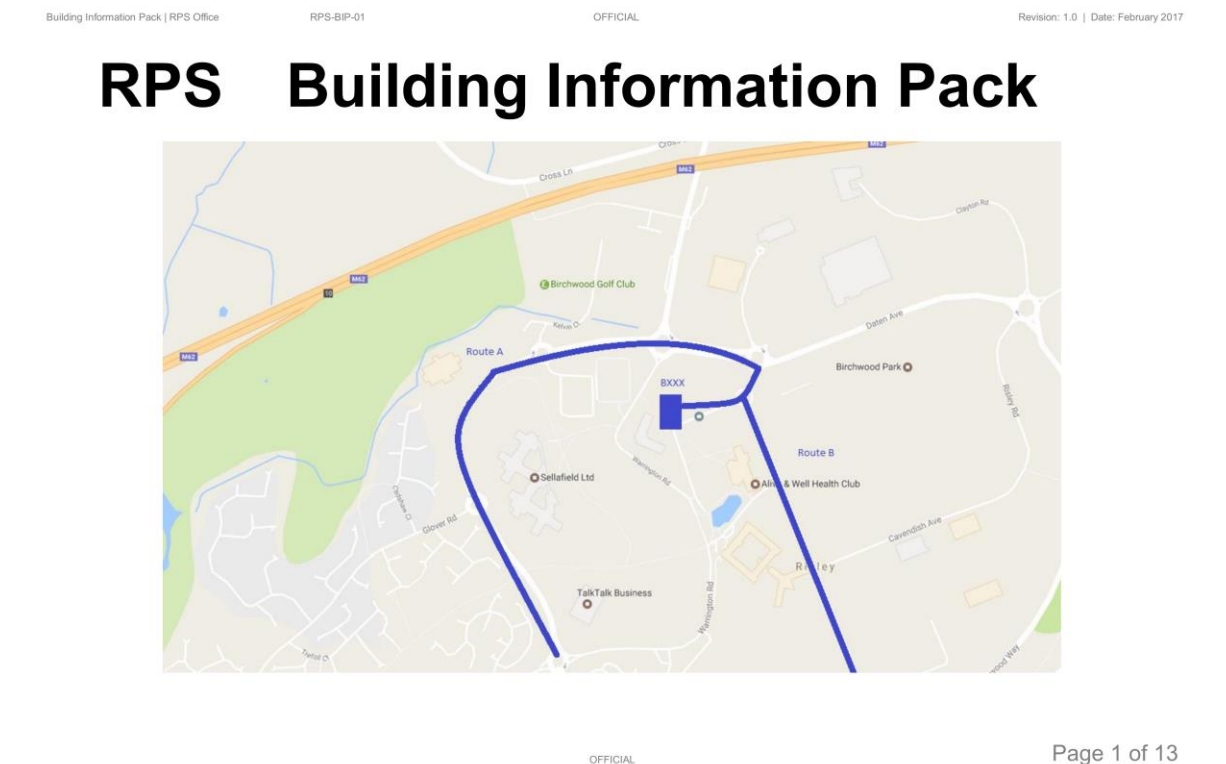 Building Information Pack | RPS Office RPS-BIP-01 OFFICIAL Revision: 1.0 | Date: February 2017
RPS Building Information Pack
M62
Cross Ln
M62
Clayton Rd
M62
10
Birchwood Golf Club
Kelvin Cl
Daten Ave
M62
Route A
Birchwood Park
BXXX
Risley Rd
Route B
Warrington Rd
Sellafield Ltd
& Well Health Club
Glover Rd
Cavendish Ave
TalkTalk Business
Warrington Rd
OFFICIAL
Page 1 of 13